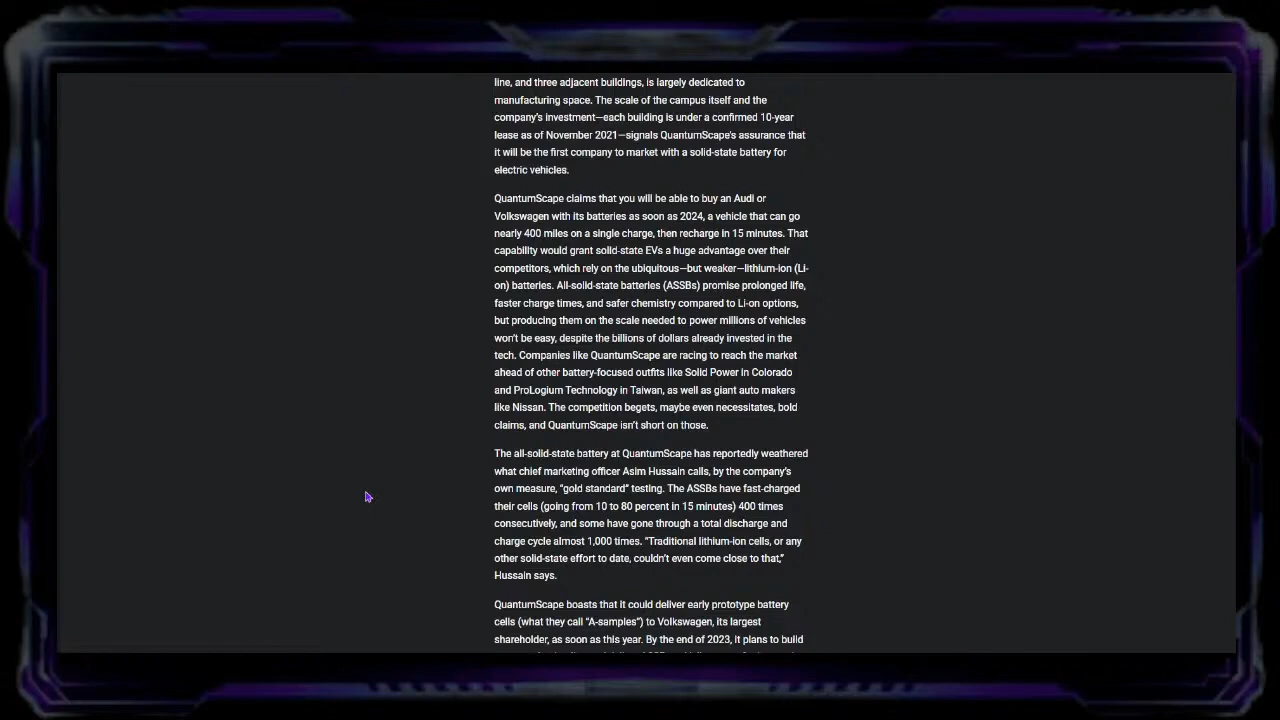 line, and three adjacent buildings, is largely dedicated to
manufacturing space. The scale of the campus itself and the
company's investment—each building is under a confirmed 10-year
lease as of November 2021—signals QuantumScape's assurance that
it will be the first company to market with a solid-state battery for
electric vehicles.
QuantumScape claims that you will be able to buy an Audi or
Volkswagen with its batteries as soon as 2024, a vehicle that can go
nearly 400 miles on a single charge, then recharge in 15 minutes. That
capability would grant solid-state EVs a huge advantage over their
competitors, which rely on the ubiquitous—but weaker—lithium-ion (Li-
on) batteries. All-solid-state batteries (ASSBs) promise prolonged life,
faster charge times, and safer chemistry compared to Li-on options,
but producing them on the scale needed to power millions of vehicles
won't be easy, despite the billions of dollars already invested in the
tech. Companies like QuantumScape are racing to reach the market
ahead of other battery-focused outfits like Solid Power in Colorado
and ProLogium Technology in Taiwan, as well as giant auto makers
like Nissan. The competition begets, maybe even necessitates, bold
claims, and QuantumScape isn't short on those.
The all-solid-state battery at QuantumScape has reportedly weathered
what chief marketing officer Asim Hussain calls, by the company's
own measure, "gold standard" testing. The ASSBs have fast-charged
their cells (going from 10 to 80 percent in 15 minutes) 400 times
consecutively, and some have gone through a total discharge and
charge cycle almost 1,000 times. "Traditional lithium-ion cells, or any
other solid-state effort to date, couldn't even come close to that,"
Hussain says.
QuantumScape boasts that it could deliver early prototype battery
cells (what they call "A-samples") to Volkswagen, its largest
shareholder, as soon as this year. By the end of 2023, it plans to build